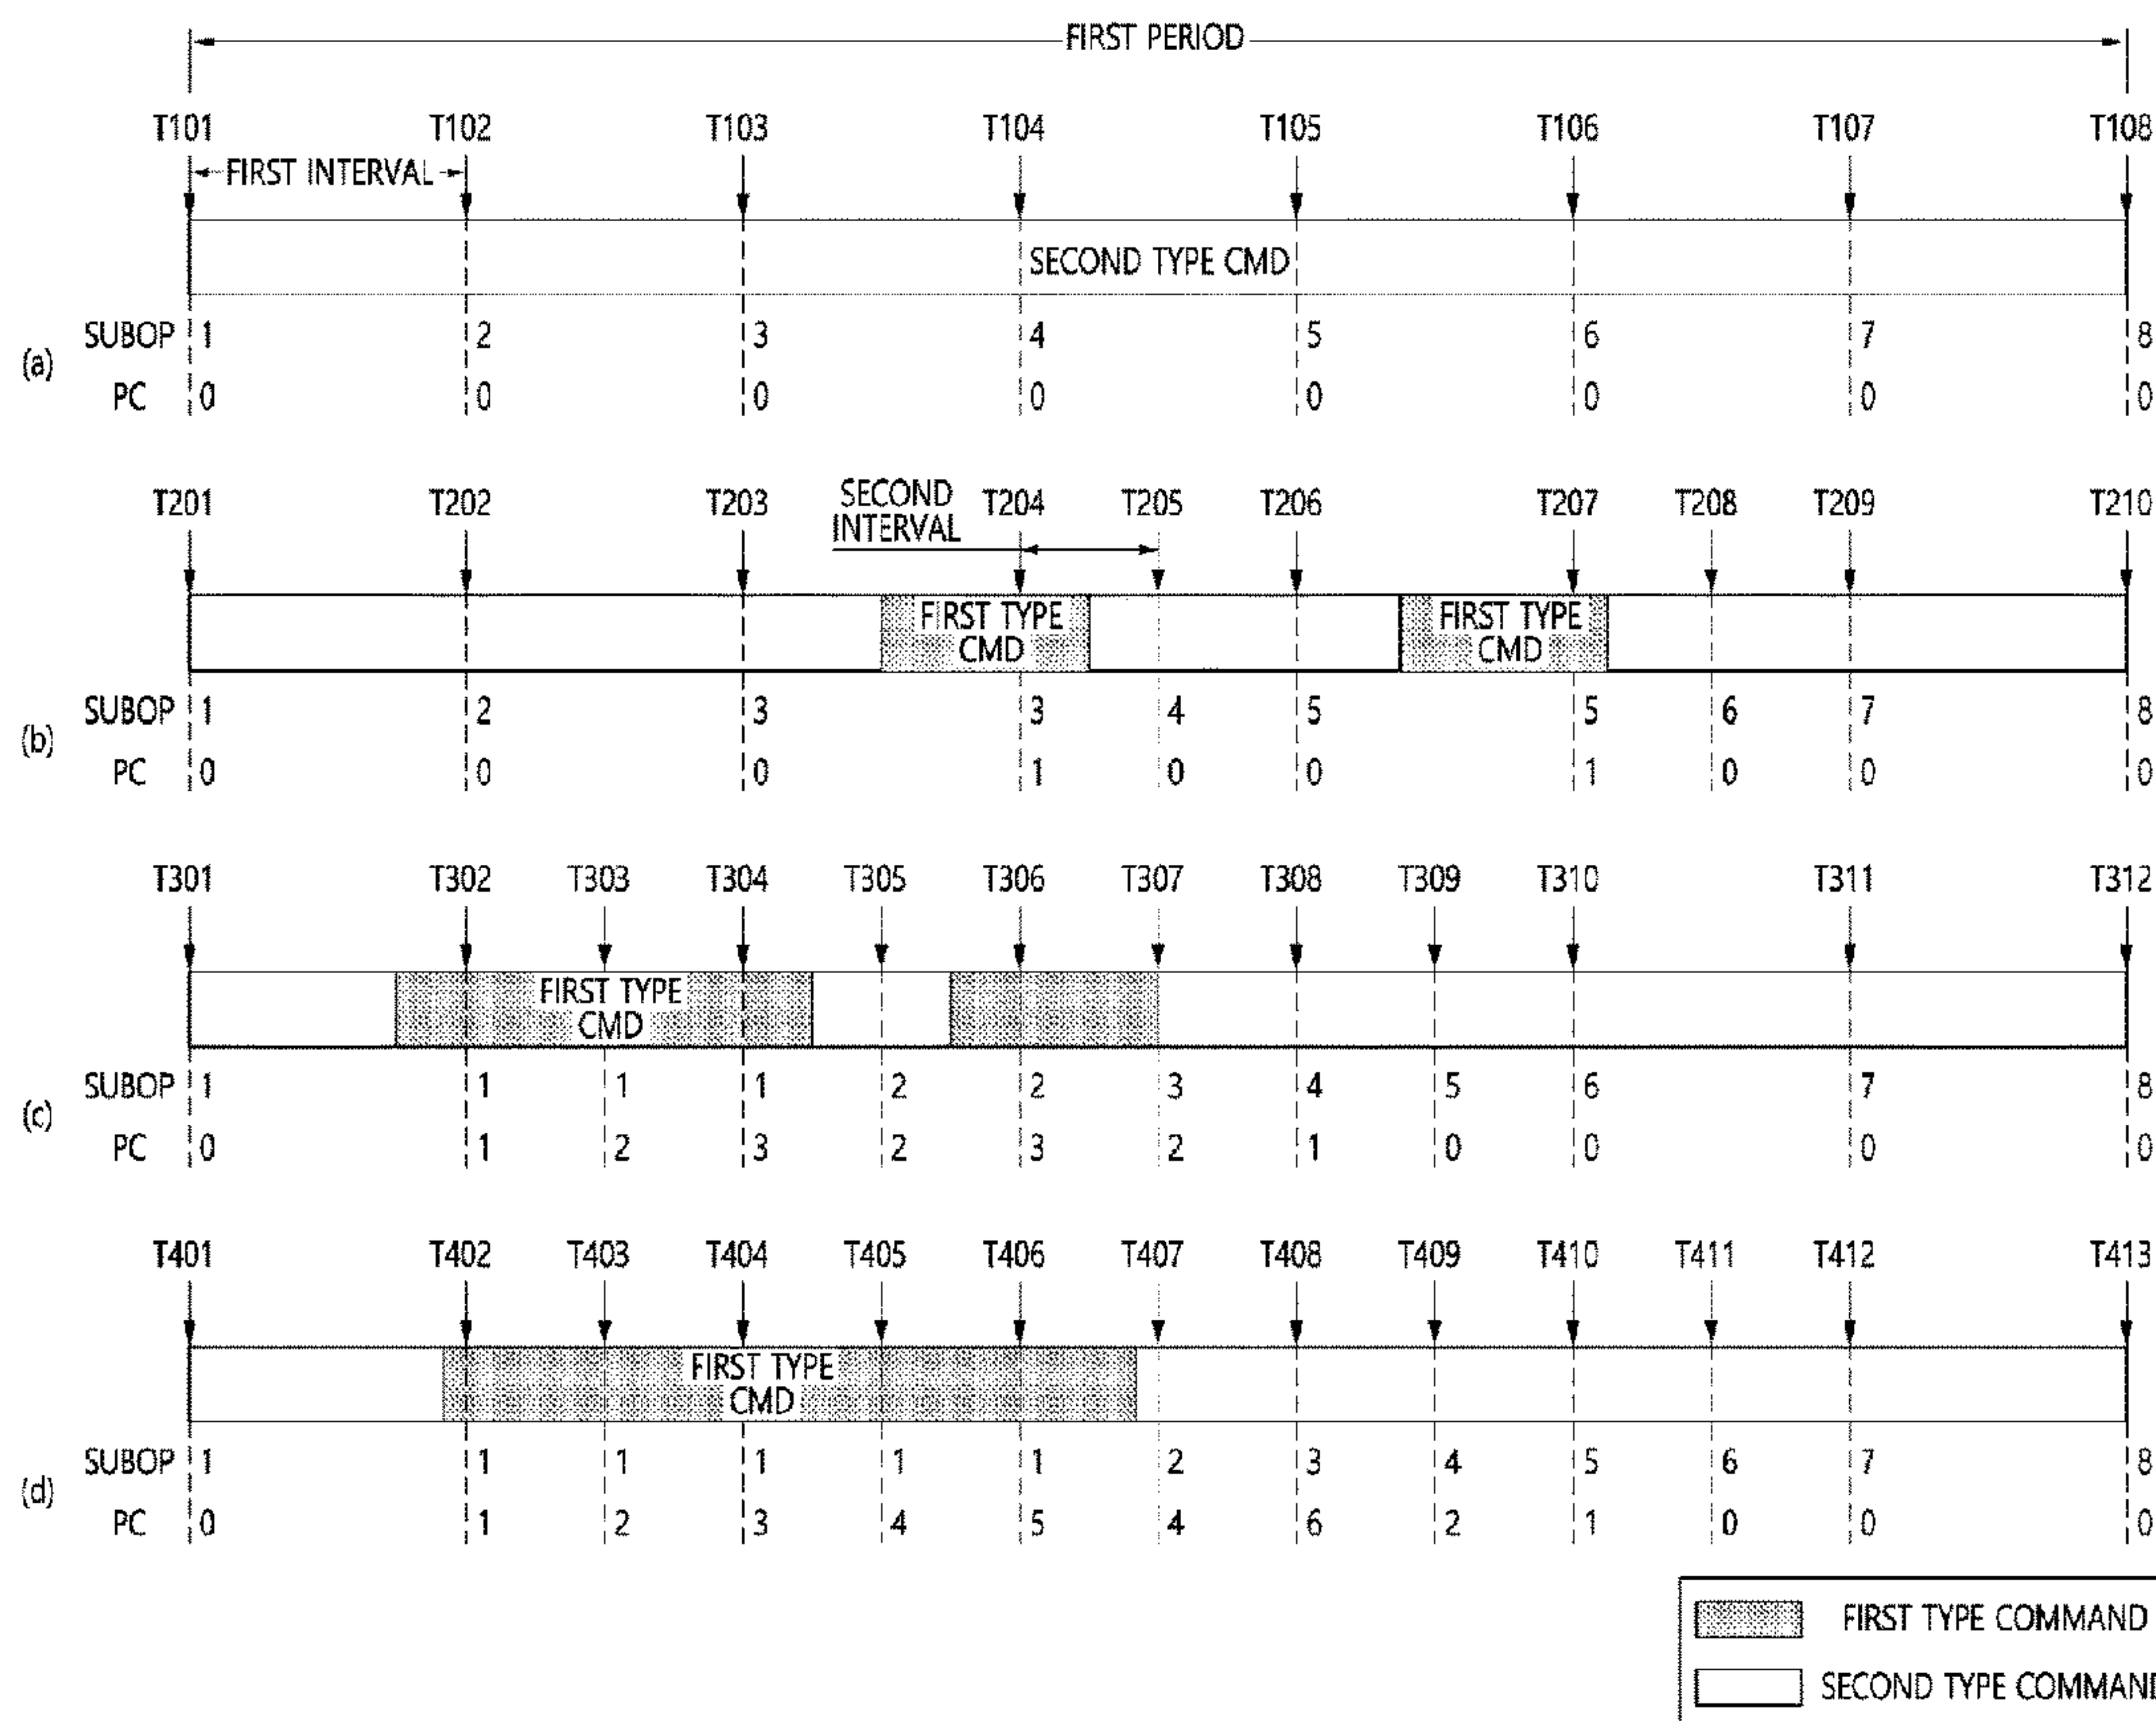 FIRST PERIOD
T101 T102 T103 T104 T105 T106 T107 T108
FIRST INTERVAL
SECOND TYPE CMD
(a)
SUBOP 1 2 3 4 5 6 7 8
PC 0 0 0 0 0 0 0 0
T201 T202 T203 SECOND INTERVAL T204 T205 T206 T207 T208 T209 T210
FIRST TYPE CMD FIRST TYPE CMD
(b)
SUBOP 1 2 3 3 4 5 5 6 7 8
PC 0 0 0 1 0 0 1 0 0 0
T301 T302 T303 T304 T305 T306 T307 T308 T309 T310 T311 T312
FIRST TYPE
CMD
(c)
SUBOP 1 1 1 1 2 2 3 4 5 6 7 8
PC 0 1 2 3 2 3 2 1 0 0 0 0
T401 T402 T403 T404 T405 T406 T407 T408 T409 T410 T411 T412 T413
FIRST TYPE
CMD
(d)
SUBOP 1 1 1 1 1 1 2 3 4 5 6 7 8
PC 0 1 2 3 4 5 4 6 2 1 0 0 0
FIRST TYPE COMMAND
SECOND TYPE COMMAND